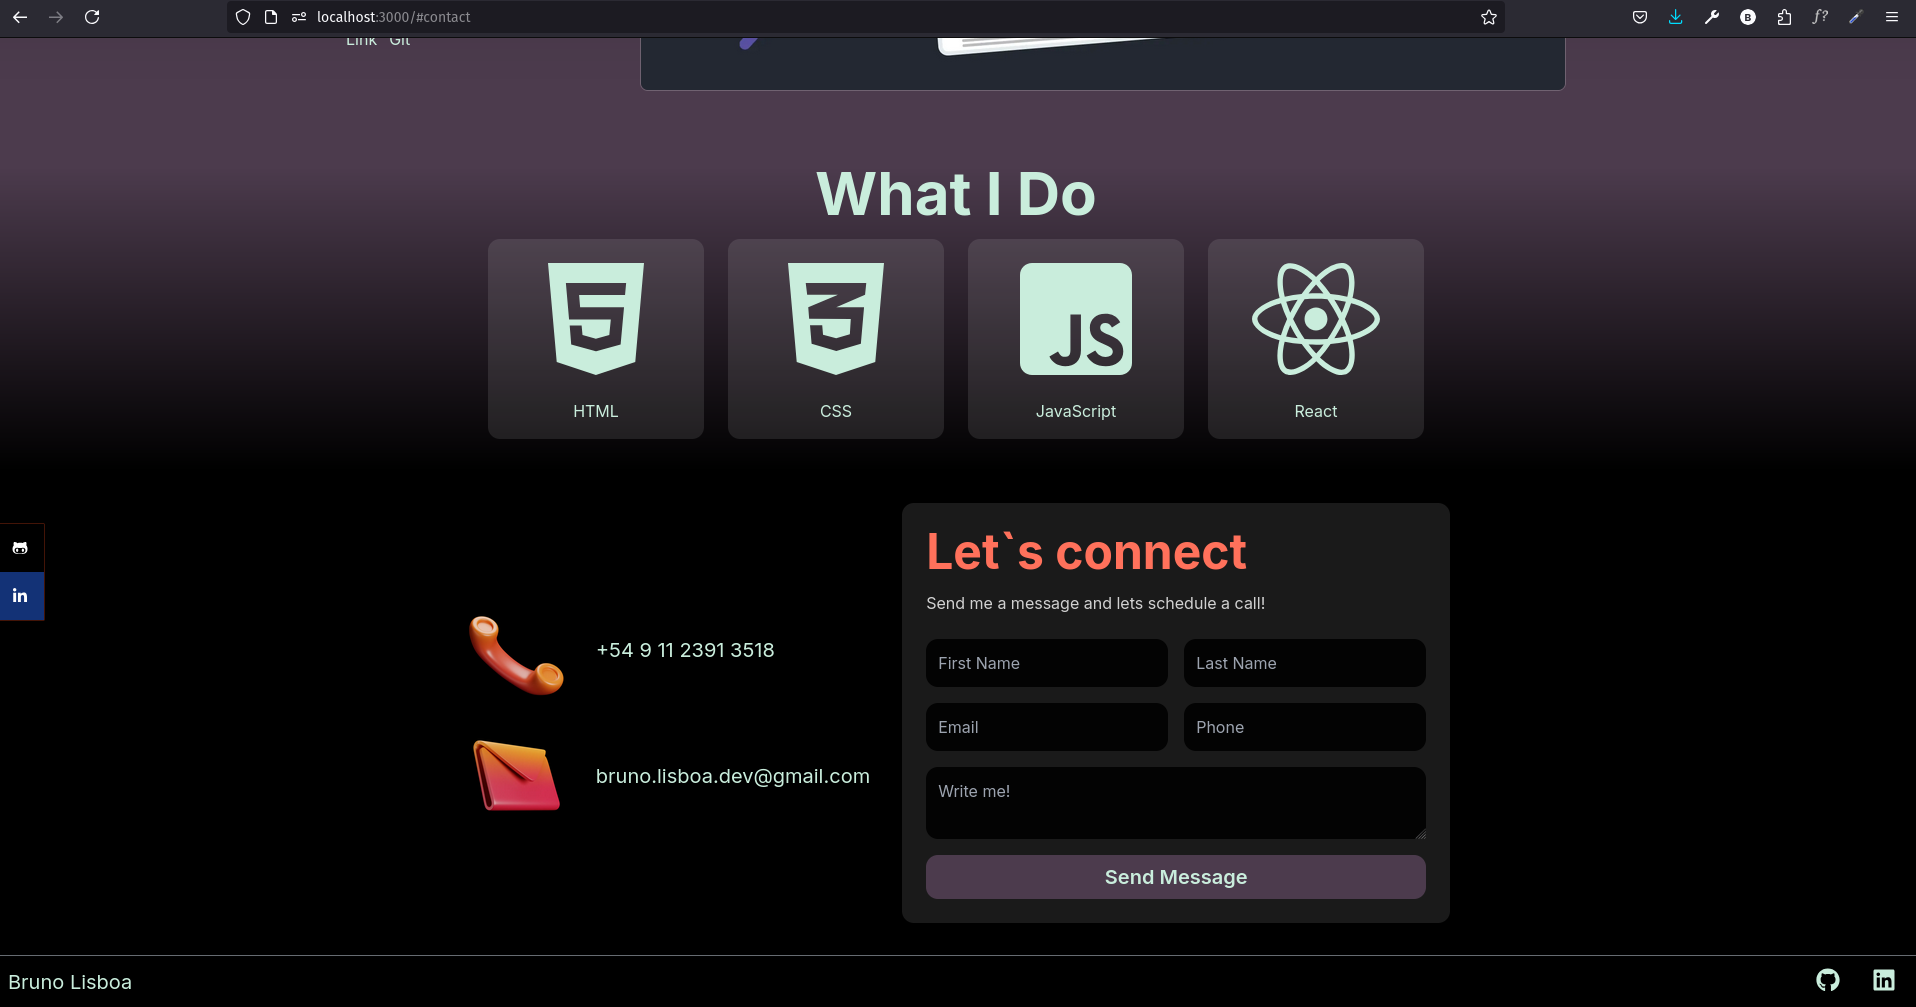 localhost:3000/#contact
Link Git
What I Do
HTML CSS JS JavaScript React
Let`s connect
Send me a message and lets schedule a call!
+54 9 11 2391 3518
bruno.lisboa.dev@gmail.com
First Name Last Name
Email Phone
Write me!
Send Message
in
Bruno Lisboa
in